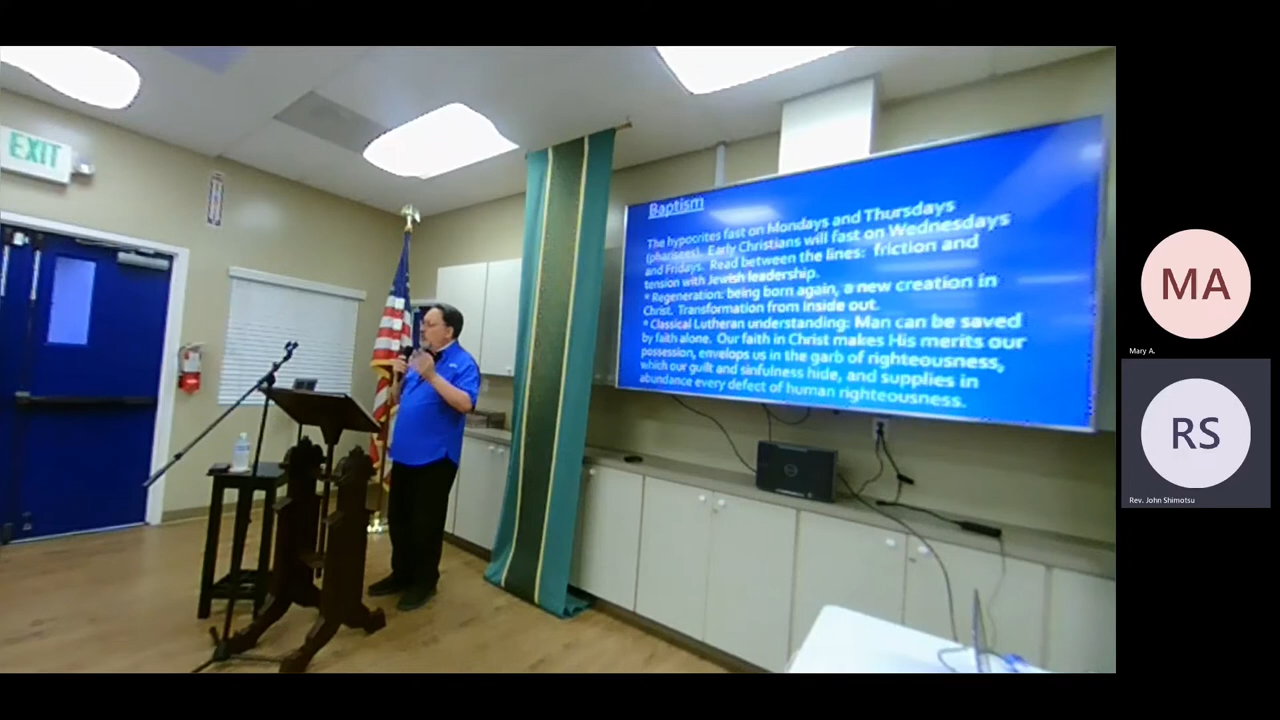 EXIT
Baptism
The hypocrites fast on Mondays and Thursdays
(pharisees). Early Christians will fast on Wednesdays
and Fridays. Read between the lines: friction and
tension with Jewish leadership.
* Regeneration: being born again, a new creation in
Christ. Transformation from inside out.
* Classical Lutheran understanding: Man can be saved
by faith alone. Our faith in Christ makes His merits our
possession, envelops us in the garb of righteousness,
which our guilt and sinfulness hide, and supplies in
abundance every defect of human righteousness.
MA
Mary A.
RS
Rev. John Shimotsu